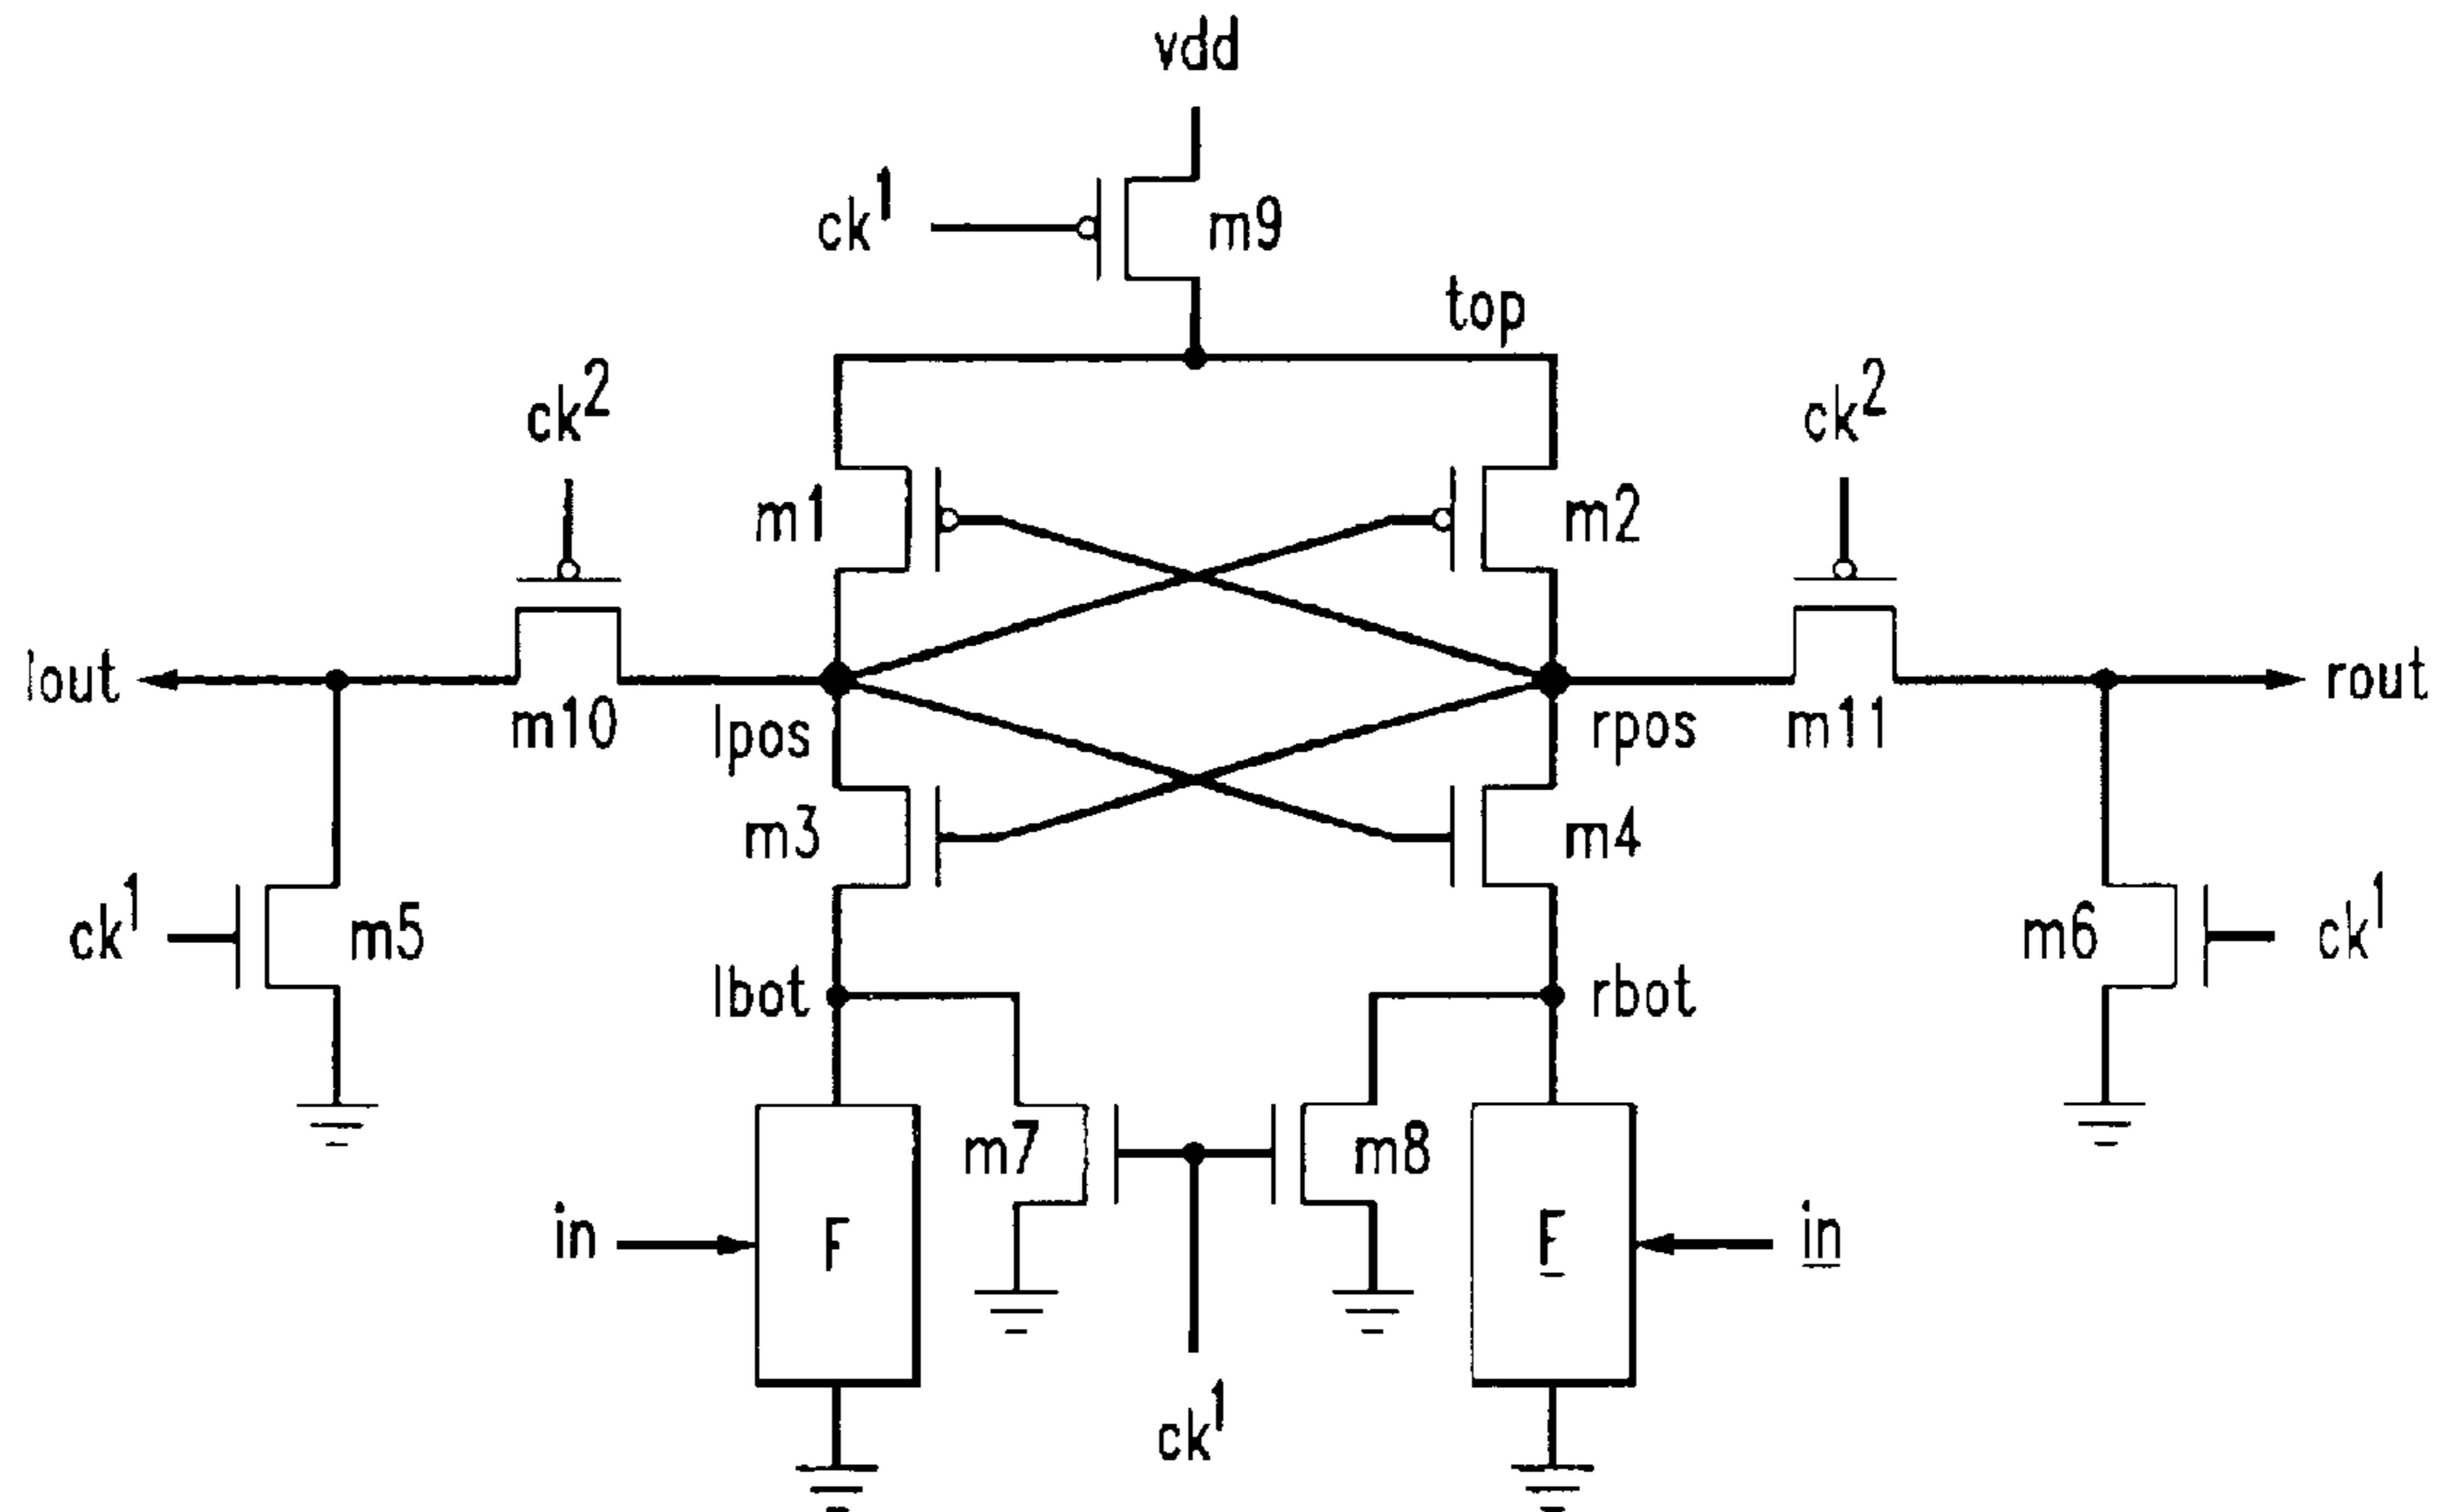 vdd
ck¹
m9
top
ck²
ck²
m1
m2
lout
m10
lpos
rpos
m11
rout
m3
m4
ck¹
m5
m6
ck¹
lbot
rbot
m7
m8
in
F
F
in
ck¹